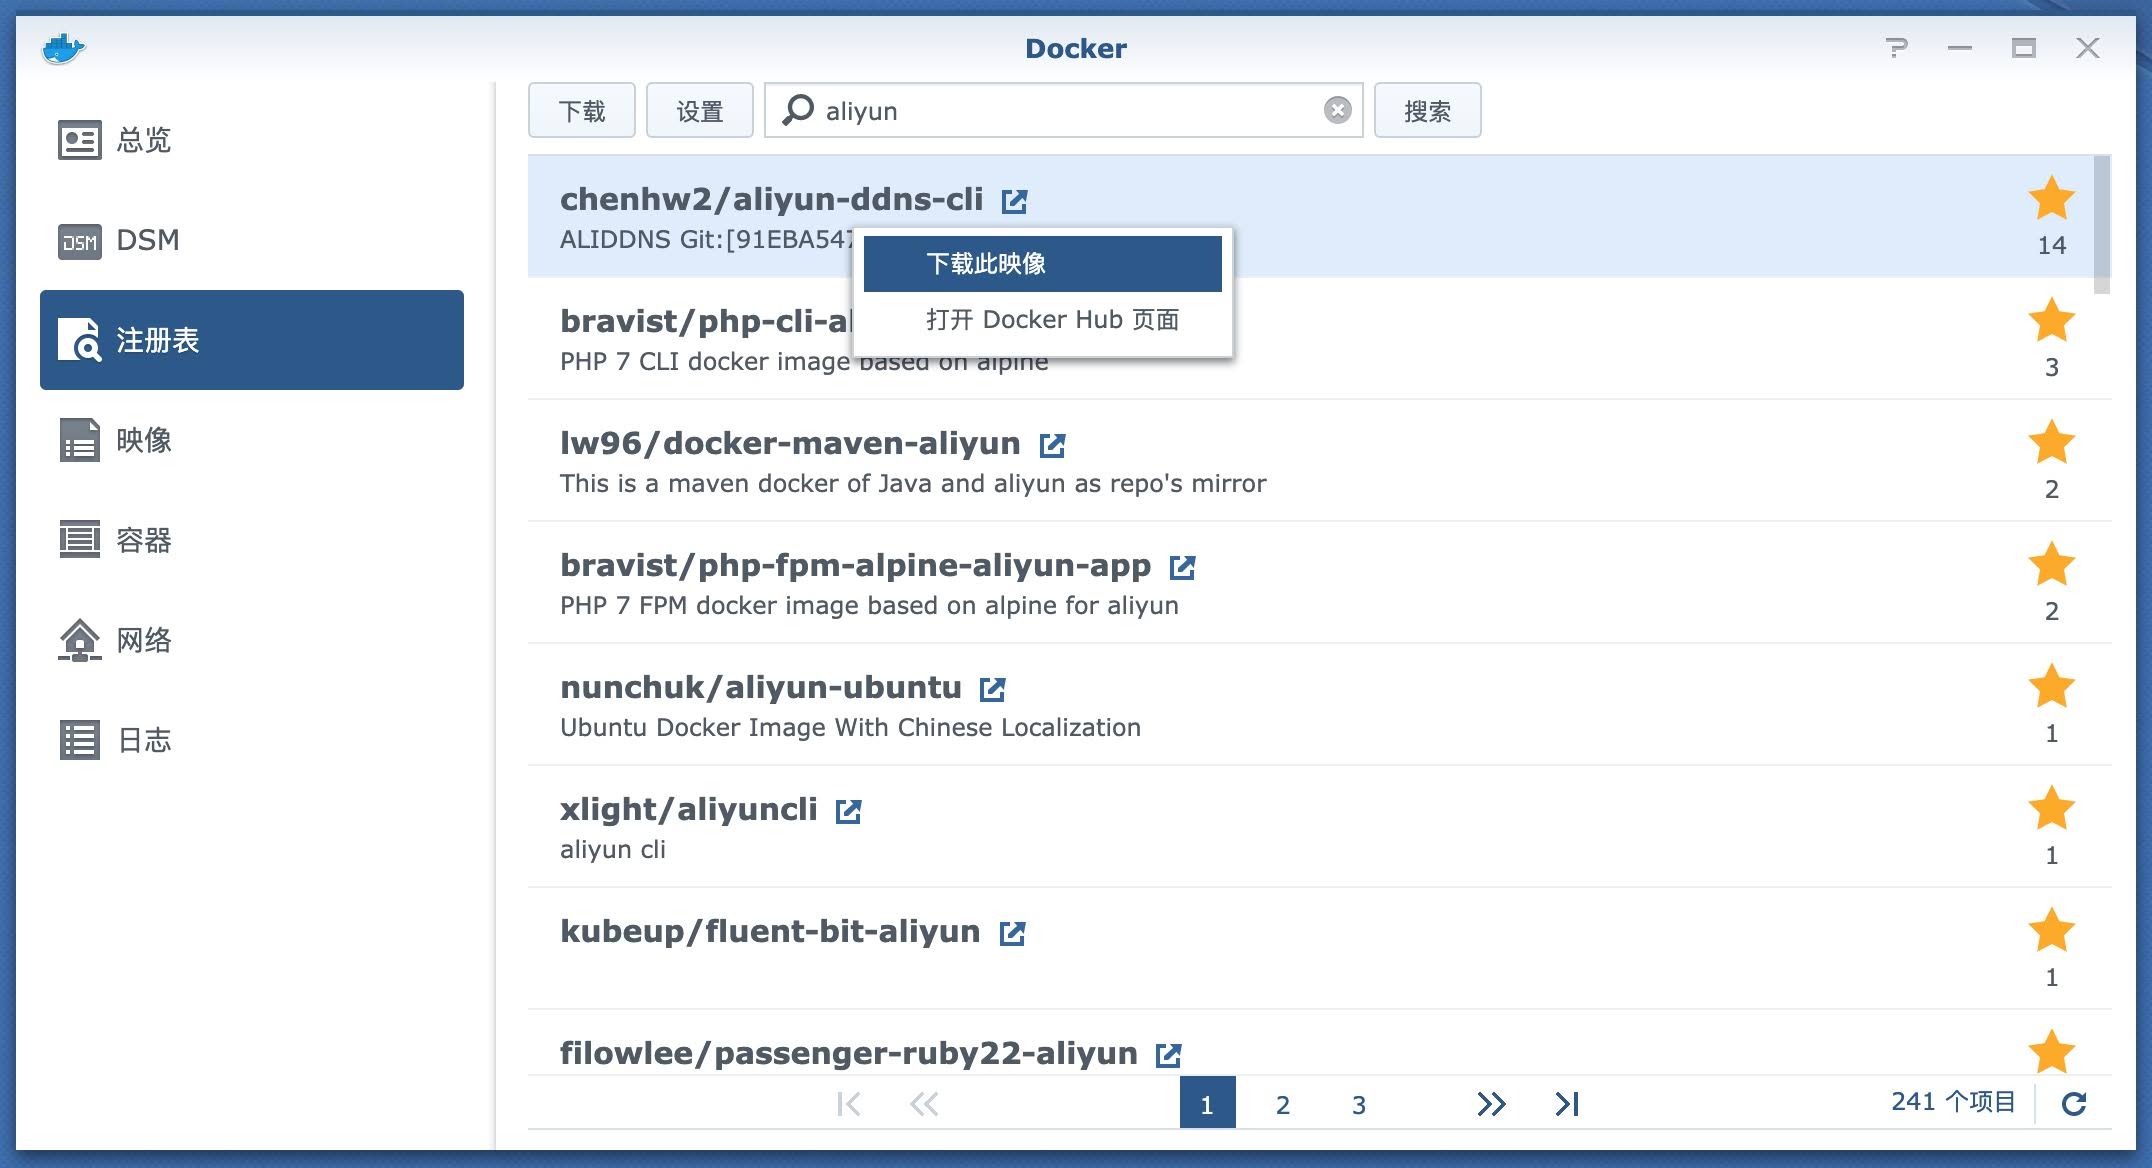 Docker
总览
DSM
DSM
注册表
映像
容器
网络
日志
下载
设置
aliyun
搜索
chenhw2/aliyun-ddns-cli
14
ALIDDNS Git:[91EBA547
下载此映像
打开 Docker Hub 页面
bravist/php-cli-al
3
PHP 7 CLI docker image based on alpine
lw96/docker-maven-aliyun
This is a maven docker of Java and aliyun as repo's mirror
2
bravist/php-fpm-alpine-aliyun-app
PHP 7 FPM docker image based on alpine for aliyun
2
nunchuk/aliyun-ubuntu
Ubuntu Docker Image With Chinese Localization
1
xlight/aliyuncli
aliyun cli
1
kubeup/fluent-bit-aliyun
1
filowlee/passenger-ruby22-aliyun
1 2 3
241 个项目